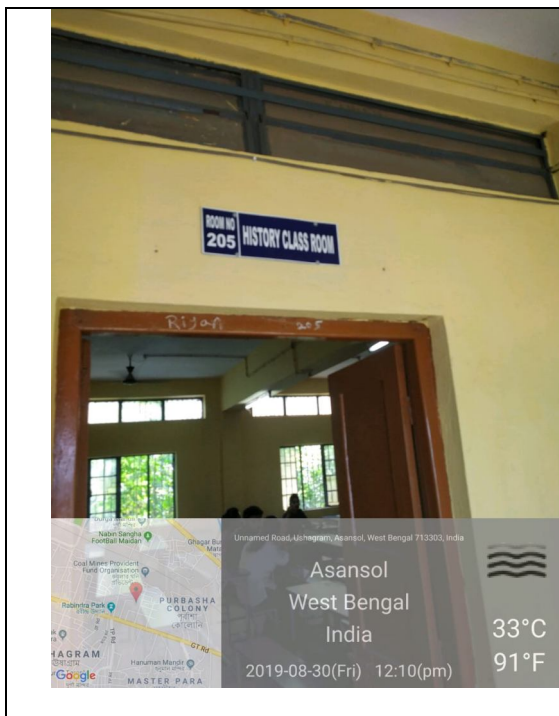 ROOM NO
205
HISTORY CLASS ROOM
Rijan 205
Unnamed Road, Ushagram, Asansol, West Bengal 713303, India
Asansol
West Bengal
India
2019-08-30(Fri) 12:10(pm)
33°C
91°F
Nabin Sangha
FootBall Maidan
Coal Mines Provident
Fund Organisation
Rabindra Park
PURBASHA
COLONY
GT Rd
Hanuman Mandir
MASTER PARA
Google